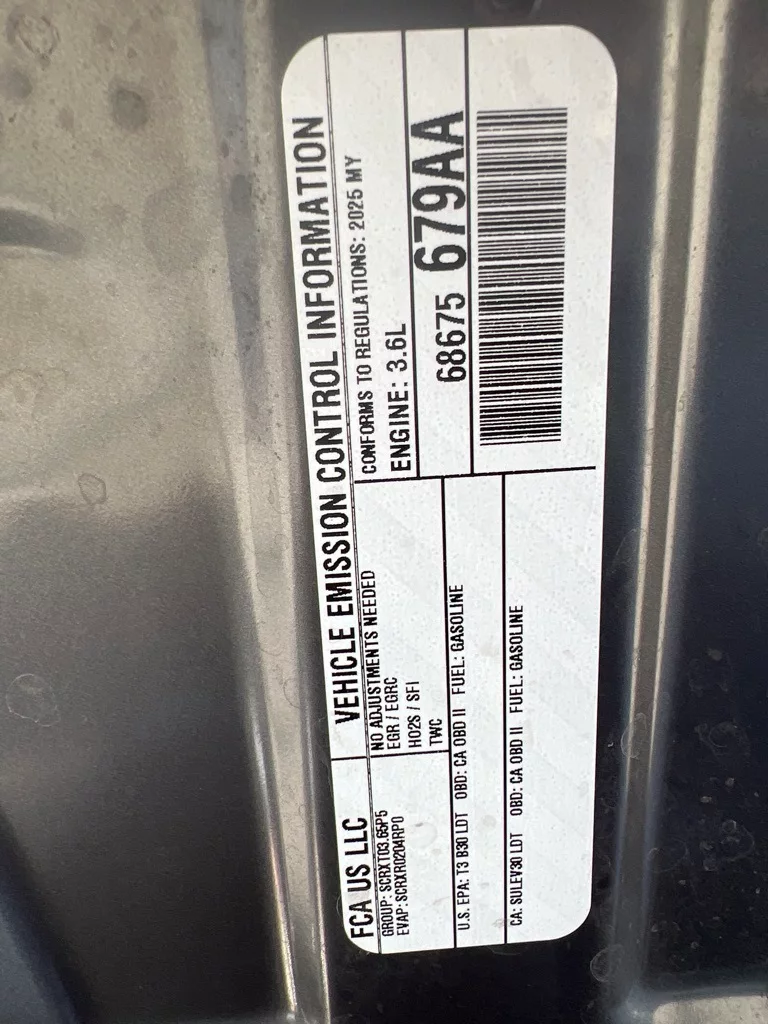 FCA US LLC
VEHICLE EMISSION CONTROL INFORMATION
GROUP: SCRXT03.65P5
EVAP: SCRXR0204RP0
NO ADJUSTMENTS NEEDED
EGR / EGRC
HO2S / SFI
TWC
CONFORMS TO REGULATIONS: 2025 MY
ENGINE: 3.6L
U.S. EPA: T3 B30 LDT OBD: CA OBD II FUEL: GASOLINE
CA: SULEV30 LDT OBD: CA OBD II FUEL: GASOLINE
68675 679AA